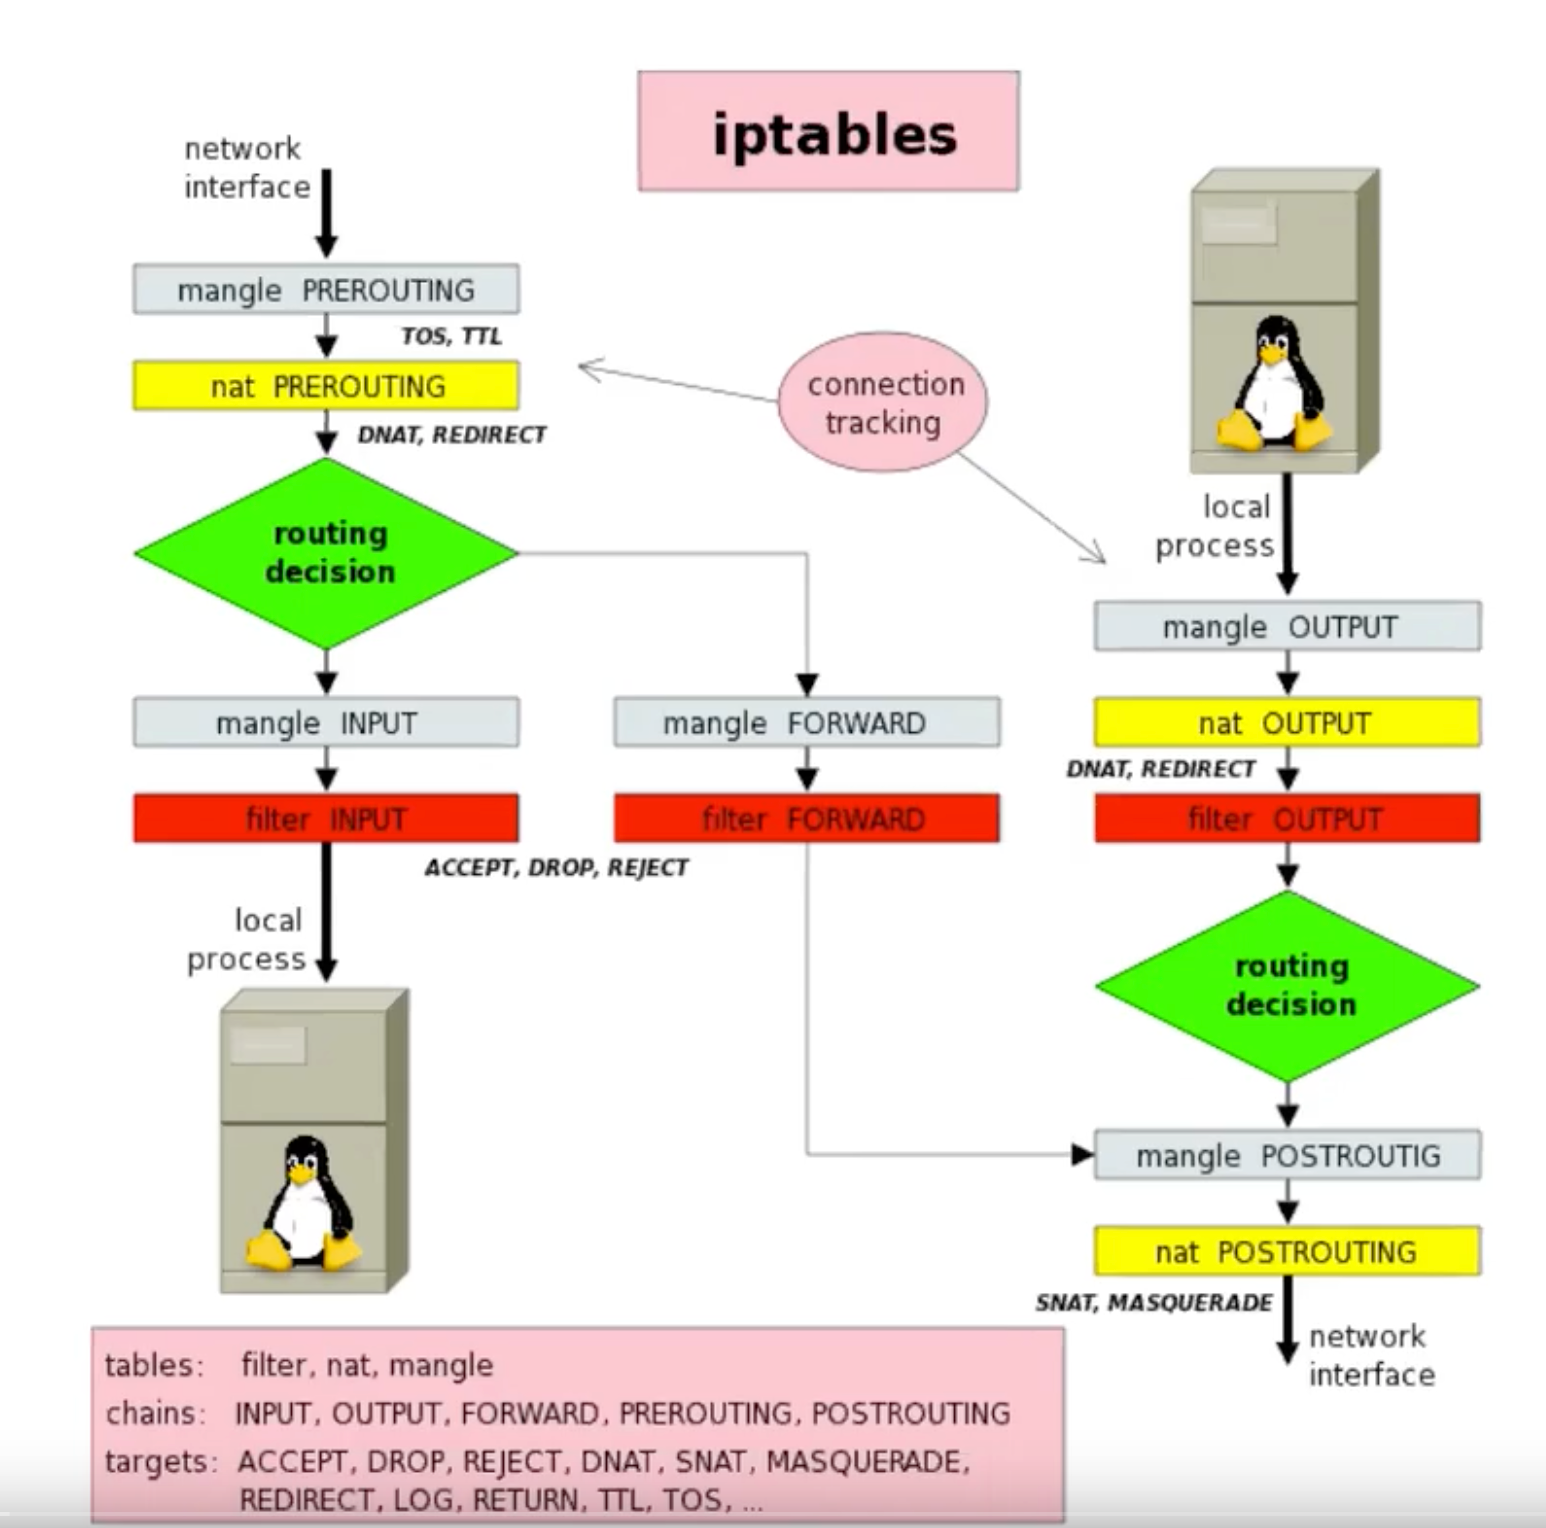 iptables
network
interface
mangle PREROUTING
TOS, TTL
nat PREROUTING
DNAT, REDIRECT
routing
decision
connection
tracking
mangle INPUT
filter INPUT
mangle FORWARD
filter FORWARD
ACCEPT, DROP, REJECT
local
process
local
process
mangle OUTPUT
nat OUTPUT
DNAT, REDIRECT
filter OUTPUT
routing
decision
mangle POSTROUTIG
nat POSTROUTING
SNAT, MASQUERADE
network
interface
tables: filter, nat, mangle
chains: INPUT, OUTPUT, FORWARD, PREROUTING, POSTROUTING
targets: ACCEPT, DROP, REJECT, DNAT, SNAT, MASQUERADE,
REDIRECT, LOG, RETURN, TTL, TOS, ...